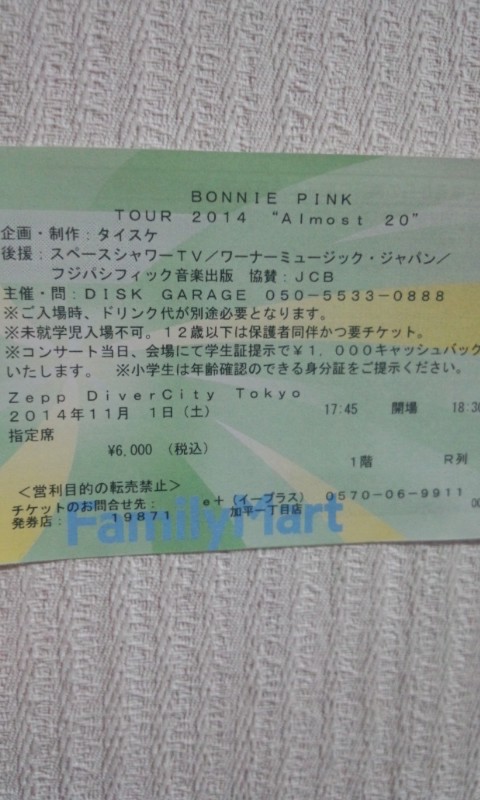 BONNIE PINK
TOUR 2014 “Almost 20”
企画・制作：タイスケ
後援：スペースシャワーTV／ワーナーミュージック・ジャパン／
フジパシフィック音楽出版 協賛：JCB
主催・問：DISK GARAGE 050-5533-0888
※ご入場時、ドリンク代が別途必要となります。
※未就学児入場不可。12歳以下は保護者同伴かつ要チケット。
※コンサート当日、会場にて学生証提示で¥1,000キャッシュバック
いたします。 ※小学生は年齢確認のできる身分証をご提示ください。
Zepp DiverCity Tokyo
2014年11月 1日(土) 17:45 開場 18:30
指定席
¥6,000 (税込)
1階 R列
＜営利目的の転売禁止＞
チケットのお問合せ先： e+（イープラス） 0570-06-9911
発券店： 19871 加平一丁目店
FamilyMart